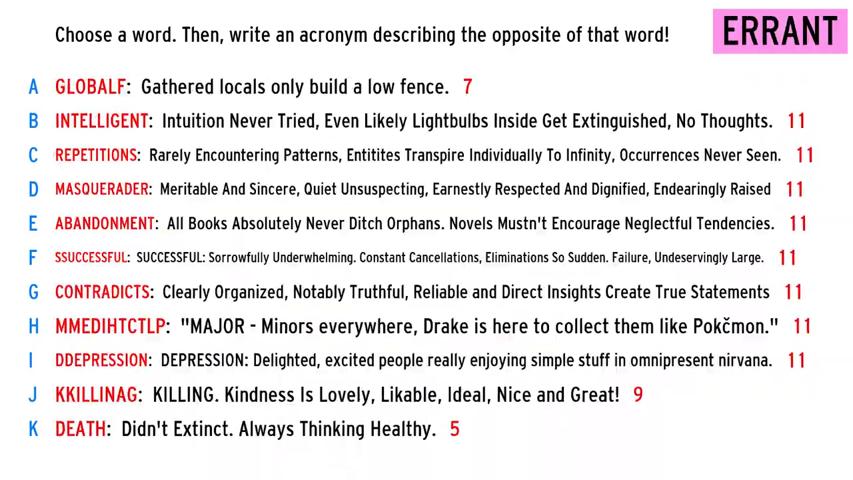 Choose a word. Then, write an acronym describing the opposite of that word!
ERRANT
A GLOBALF: Gathered locals only build a low fence. 7
B INTELLIGENT: Intuition Never Tried, Even Likely Lightbulbs Inside Get Extinguished, No Thoughts. 11
C REPETITIONS: Rarely Encountering Patterns, Entitites Transpire Individually To Infinity, Occurrences Never Seen. 11
D MASQUERADER: Meritable And Sincere, Quiet Unsuspecting, Earnestly Respected And Dignified, Endearingly Raised 11
E ABANDONMENT: All Books Absolutely Never Ditch Orphans. Novels Mustn't Encourage Neglectful Tendencies. 11
F SSUCCESSFUL: SUCCESSFUL: Sorrowfully Underwhelming. Constant Cancellations, Eliminations So Sudden. Failure, Undeservingly Large. 11
G CONTRADICTS: Clearly Organized, Notably Truthful, Reliable and Direct Insights Create True Statements 11
H MMEDIHTCTLP: "MAJOR - Minors everywhere, Drake is here to collect them like Pokčmon." 11
I DDEPRESSION: DEPRESSION: Delighted, excited people really enjoying simple stuff in omnipresent nirvana. 11
J KKILLINAG: KILLING. Kindness Is Lovely, Likable, Ideal, Nice and Great! 9
K DEATH: Didn't Extinct. Always Thinking Healthy. 5